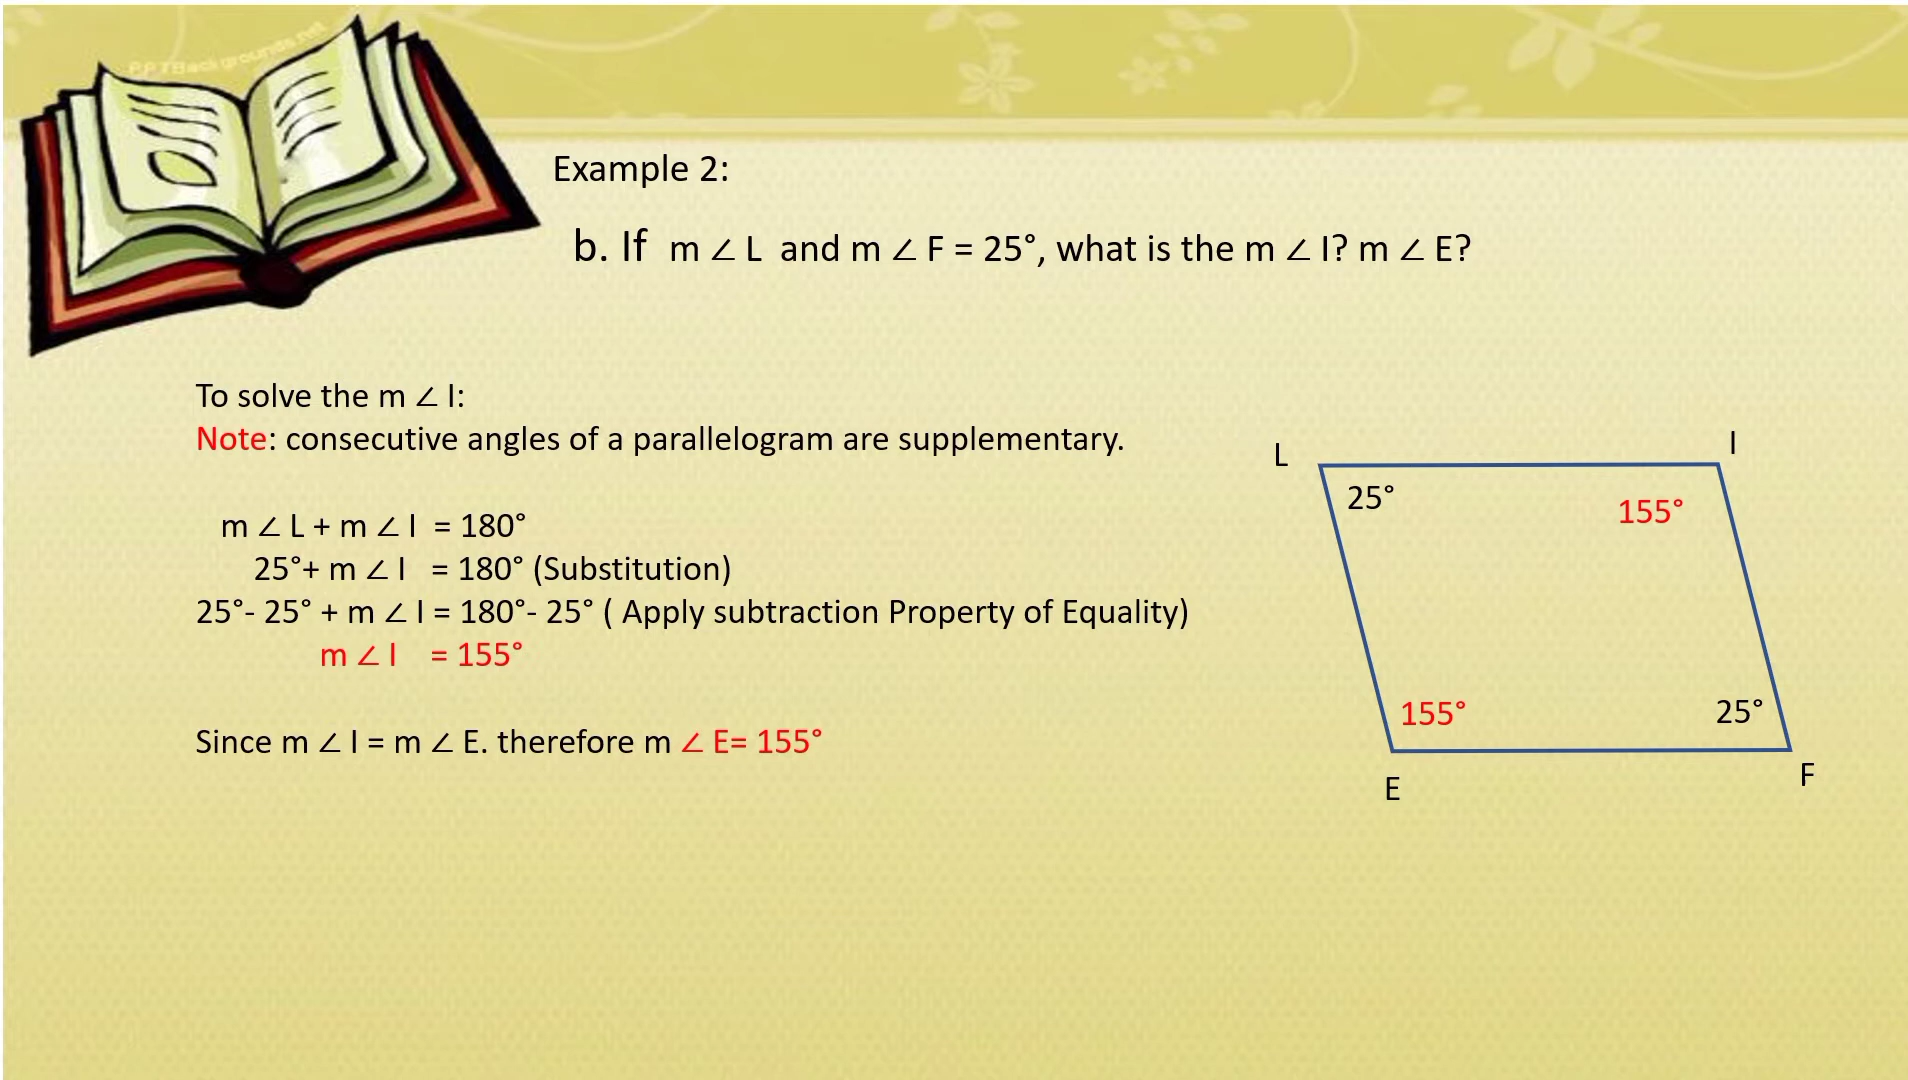 PPTBackgrounds.net
Example 2:
b. If m ∠ L and m ∠ F = 25°, what is the m ∠ I? m ∠ E?
To solve the m ∠ I:
Note: consecutive angles of a parallelogram are supplementary.
m ∠ L + m ∠ I = 180°
25°+ m ∠ I = 180° (Substitution)
25°- 25° + m ∠ I = 180°- 25° ( Apply subtraction Property of Equality)
m ∠ I = 155°
Since m ∠ I = m ∠ E. therefore m ∠ E= 155°
L
I
25°
155°
155°
25°
E
F